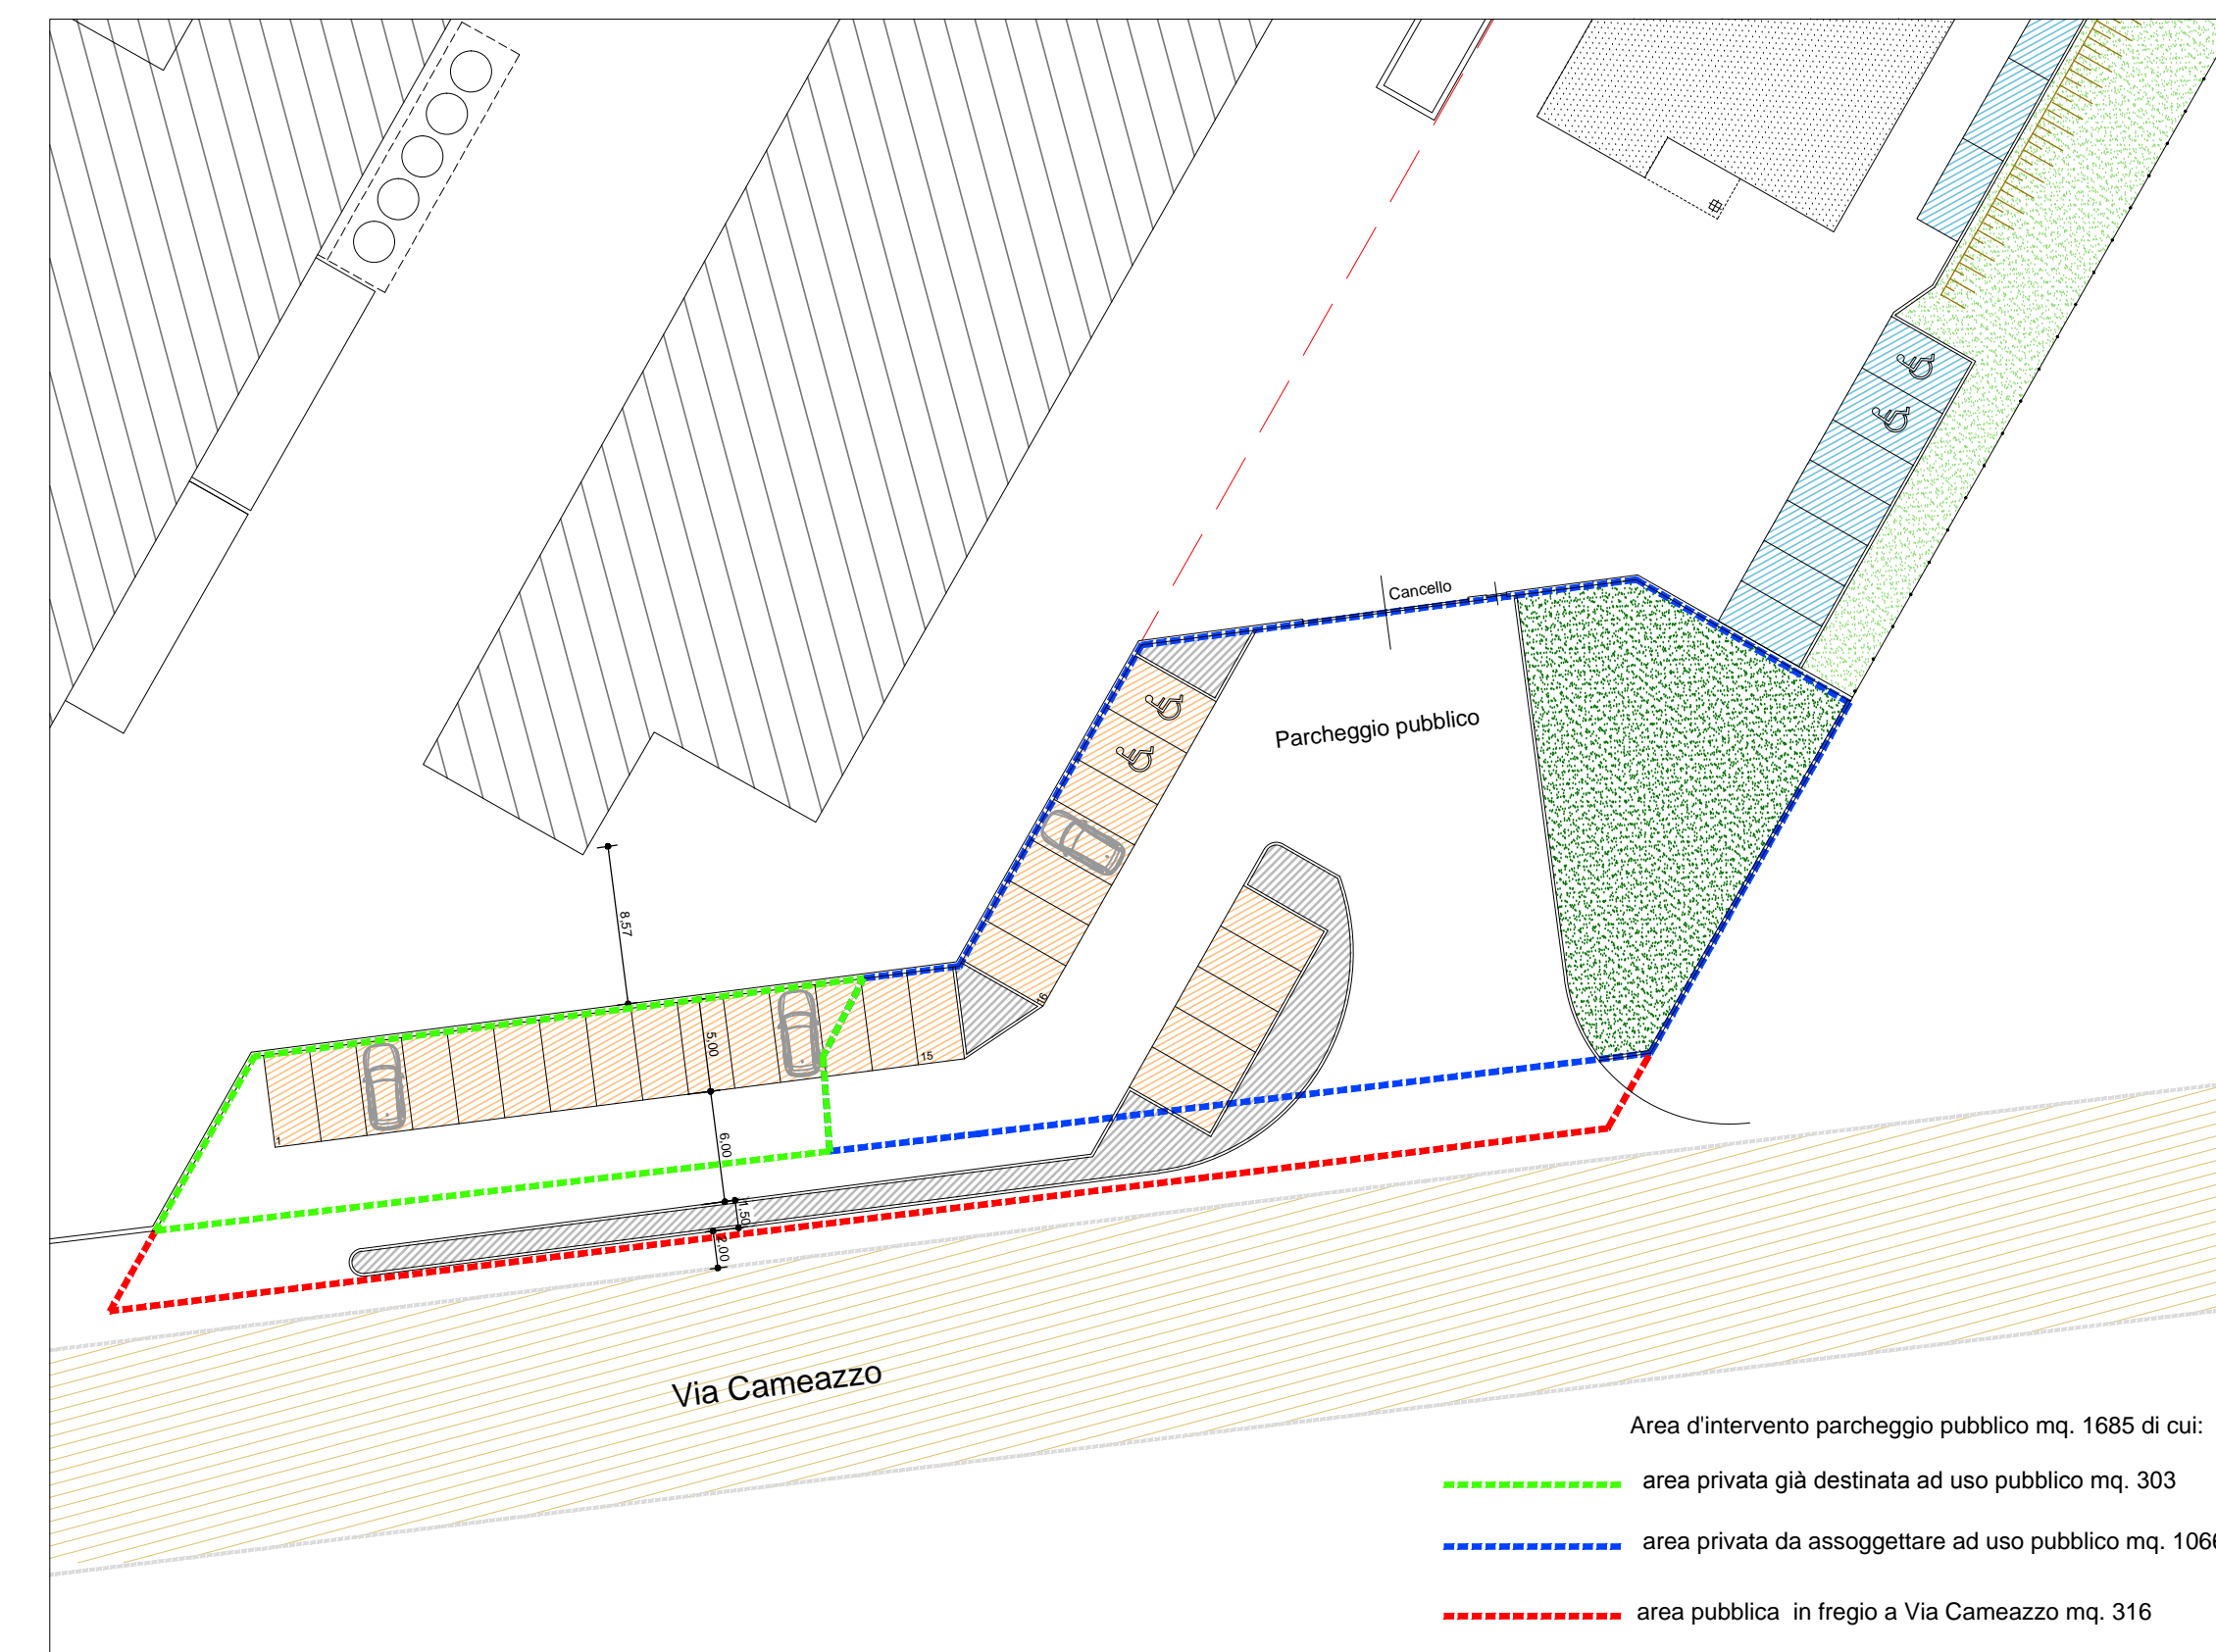 Cancello
Parcheggio pubblico
8,57
16
5,00
15
1
6,00
1,50
2,00
Via Cameazzo
Area d'intervento parcheggio pubblico mq. 1685 di cui:
area privata già destinata ad uso pubblico mq. 303
area privata da assoggettare ad uso pubblico mq. 1066
area pubblica in fregio a Via Cameazzo mq. 316